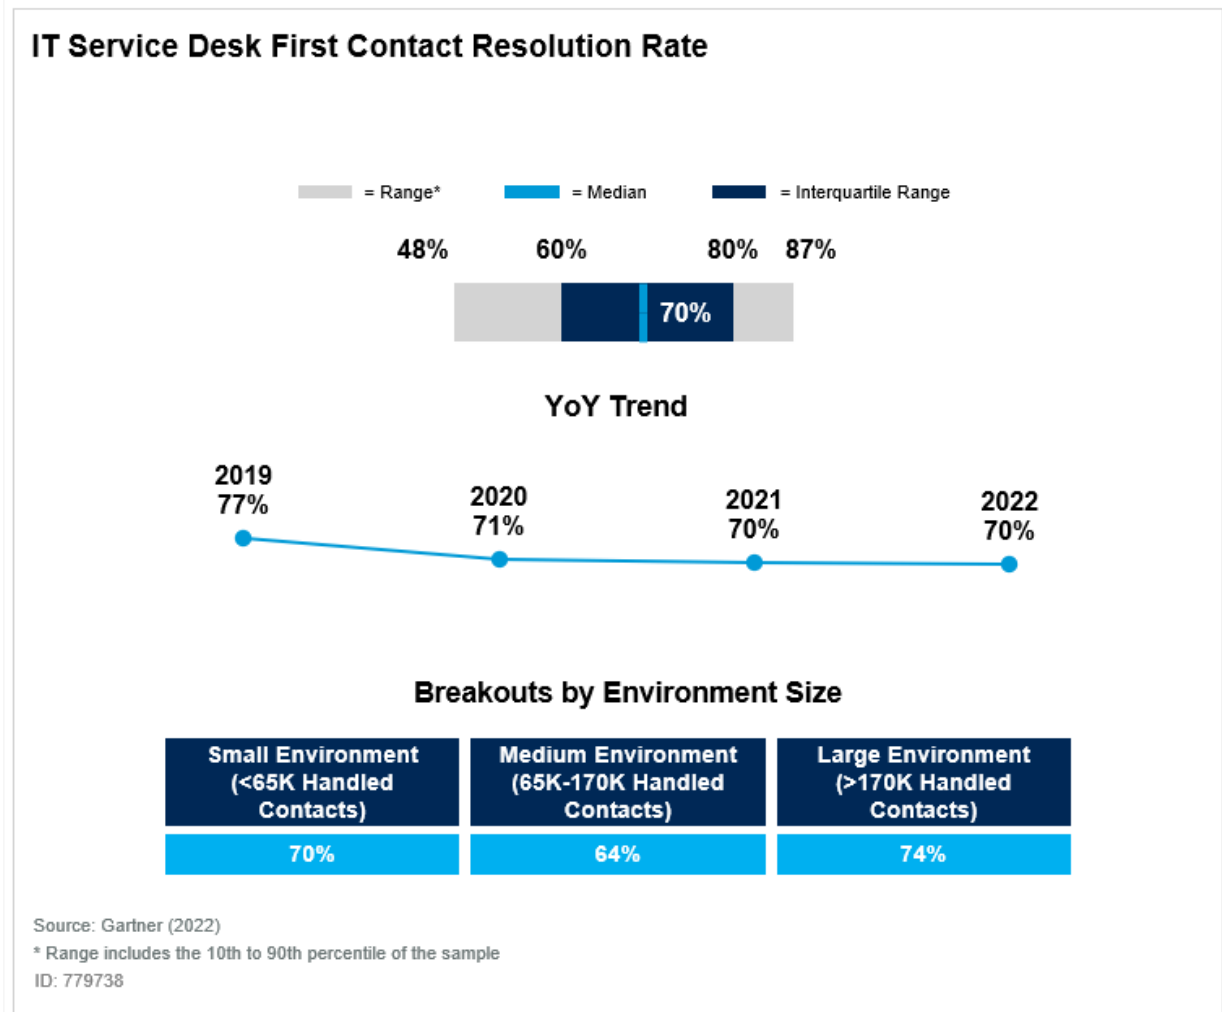 IT Service Desk First Contact Resolution Rate
= Range* = Median = Interquartile Range
48% 60% 80% 87%
70%
YoY Trend
2019
77%
2020
71%
2021
70%
2022
70%
Breakouts by Environment Size
Small Environment
(<65K Handled
Contacts)
Medium Environment
(65K-170K Handled
Contacts)
Large Environment
(>170K Handled
Contacts)
70% 64% 74%
Source: Gartner (2022)
* Range includes the 10th to 90th percentile of the sample
ID: 779738